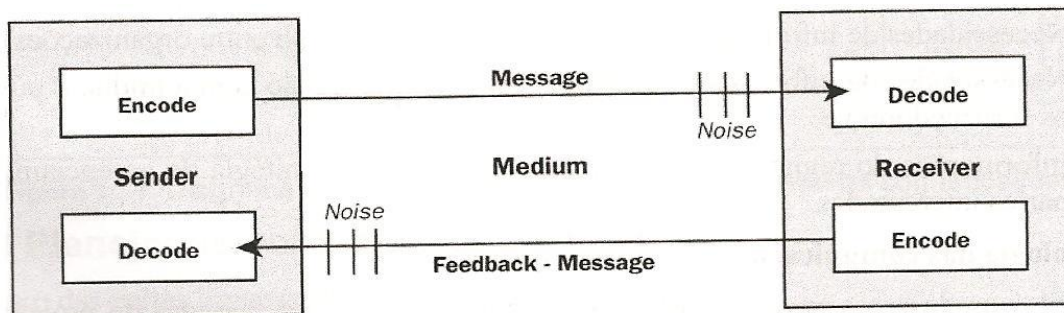 Message
Encode
Decode
Noise
Sender
Medium
Receiver
Noise
Decode
Encode
Feedback - Message